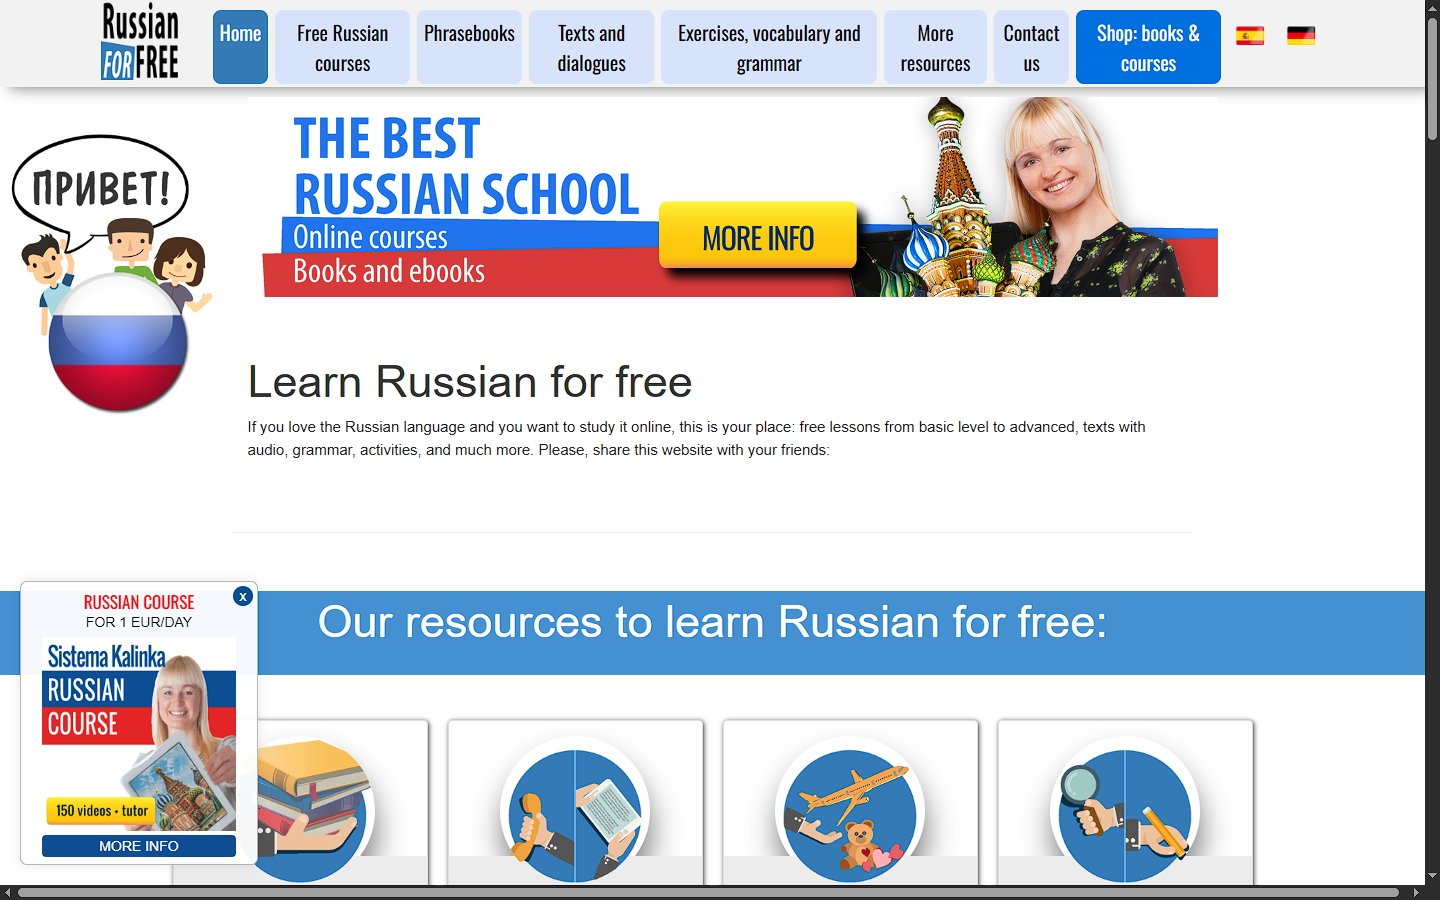 Russian
FOR FREE
Home
Free Russian
courses
Phrasebooks
Texts and
dialogues
Exercises, vocabulary and
grammar
More
resources
Contact
us
Shop: books &
courses
ПРИВЕТ!
THE BEST
RUSSIAN SCHOOL
Online courses
Books and ebooks
MORE INFO
Learn Russian for free
If you love the Russian language and you want to study it online, this is your place: free lessons from basic level to advanced, texts with
audio, grammar, activities, and much more. Please, share this website with your friends:
Our resources to learn Russian for free:
x
RUSSIAN COURSE
FOR 1 EUR/DAY
Sistema Kalinka
RUSSIAN
COURSE
150 videos + tutor
MORE INFO